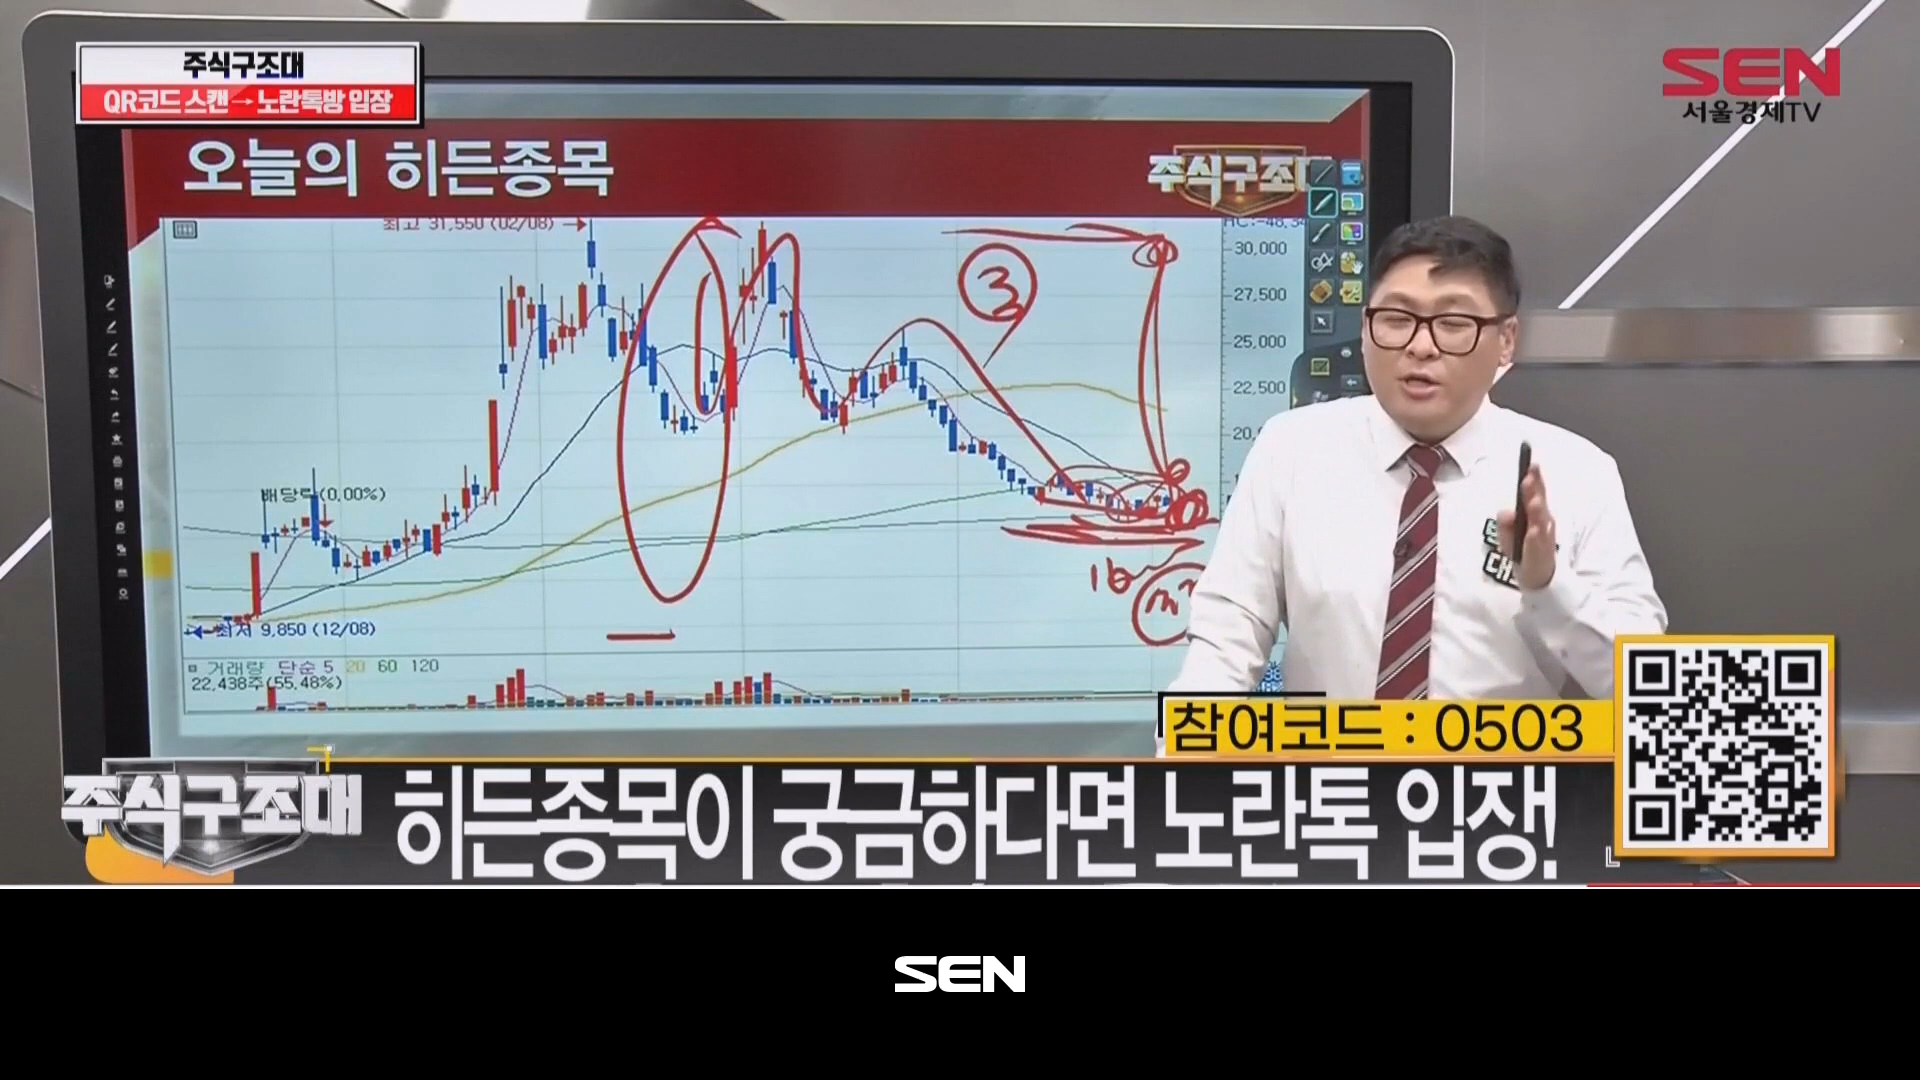 주식구조대
QR코드 스캔→노란톡방 입장
SEN
서울경제TV
오늘의 히든종목
주식구조대
최고 31,550 (02/08)
30,000
27,500
25,000
22,500
20,
③
배당락(0,00%)
최저 9,850 (12/08)
거래량 단순 5 20 60 120
22,438주(55,48%)
16
참여코드 : 0503
주식구조대
히든종목이 궁금하다면 노란톡 입장!
SEN